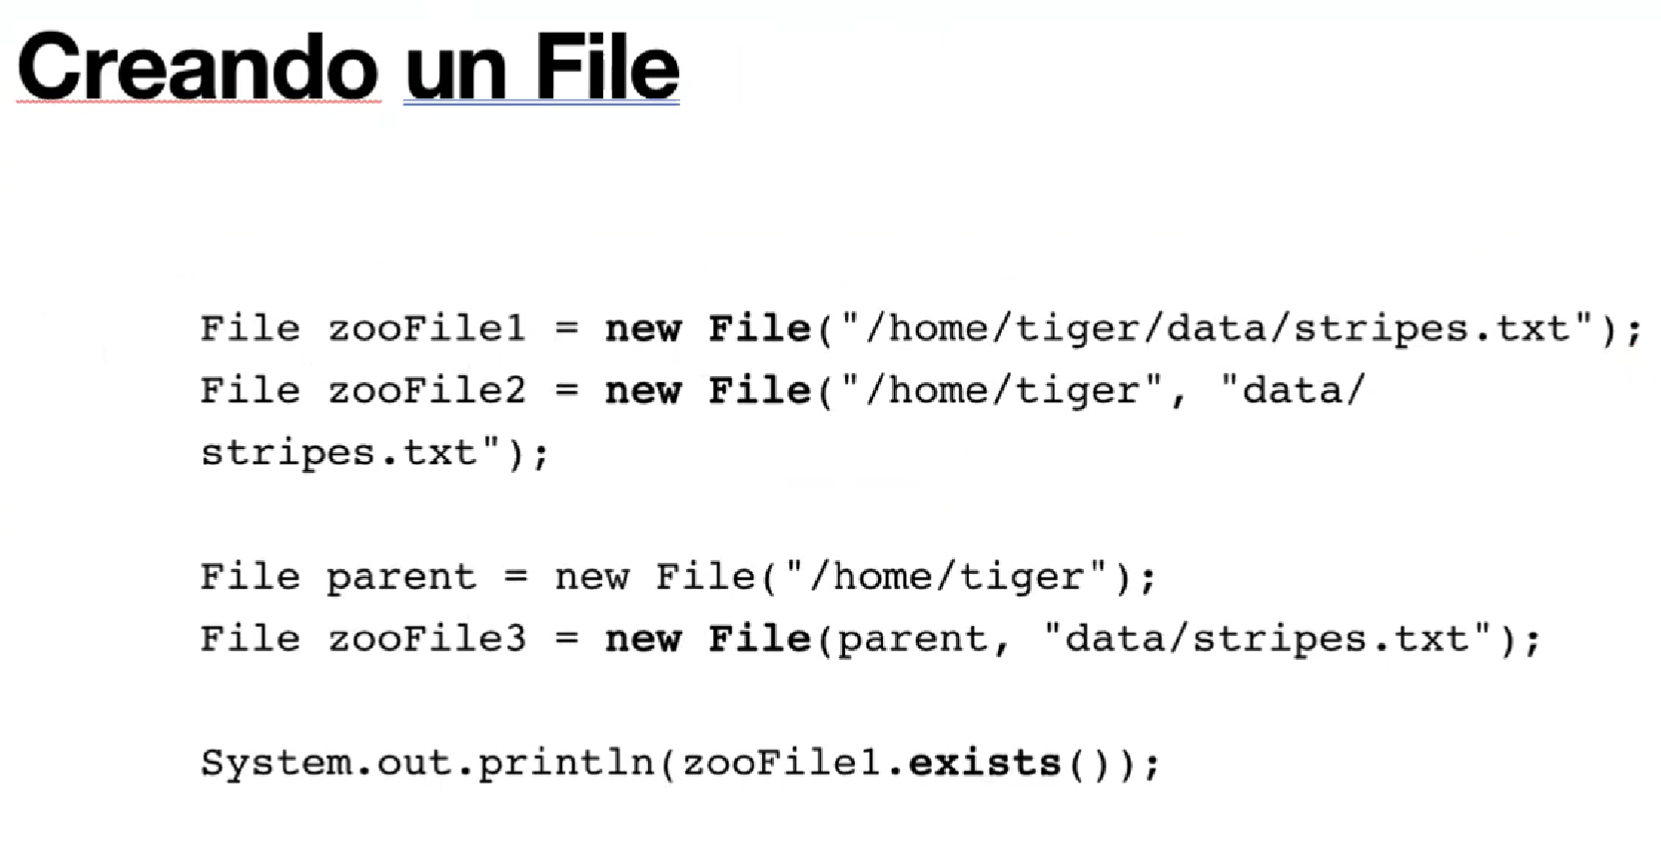 Creando un File
File zooFile1 = new File("/home/tiger/data/stripes.txt");
File zooFile2 = new File("/home/tiger", "data/
stripes.txt");
File parent = new File("/home/tiger");
File zooFile3 = new File(parent, "data/stripes.txt");
System.out.println(zooFile1.exists());